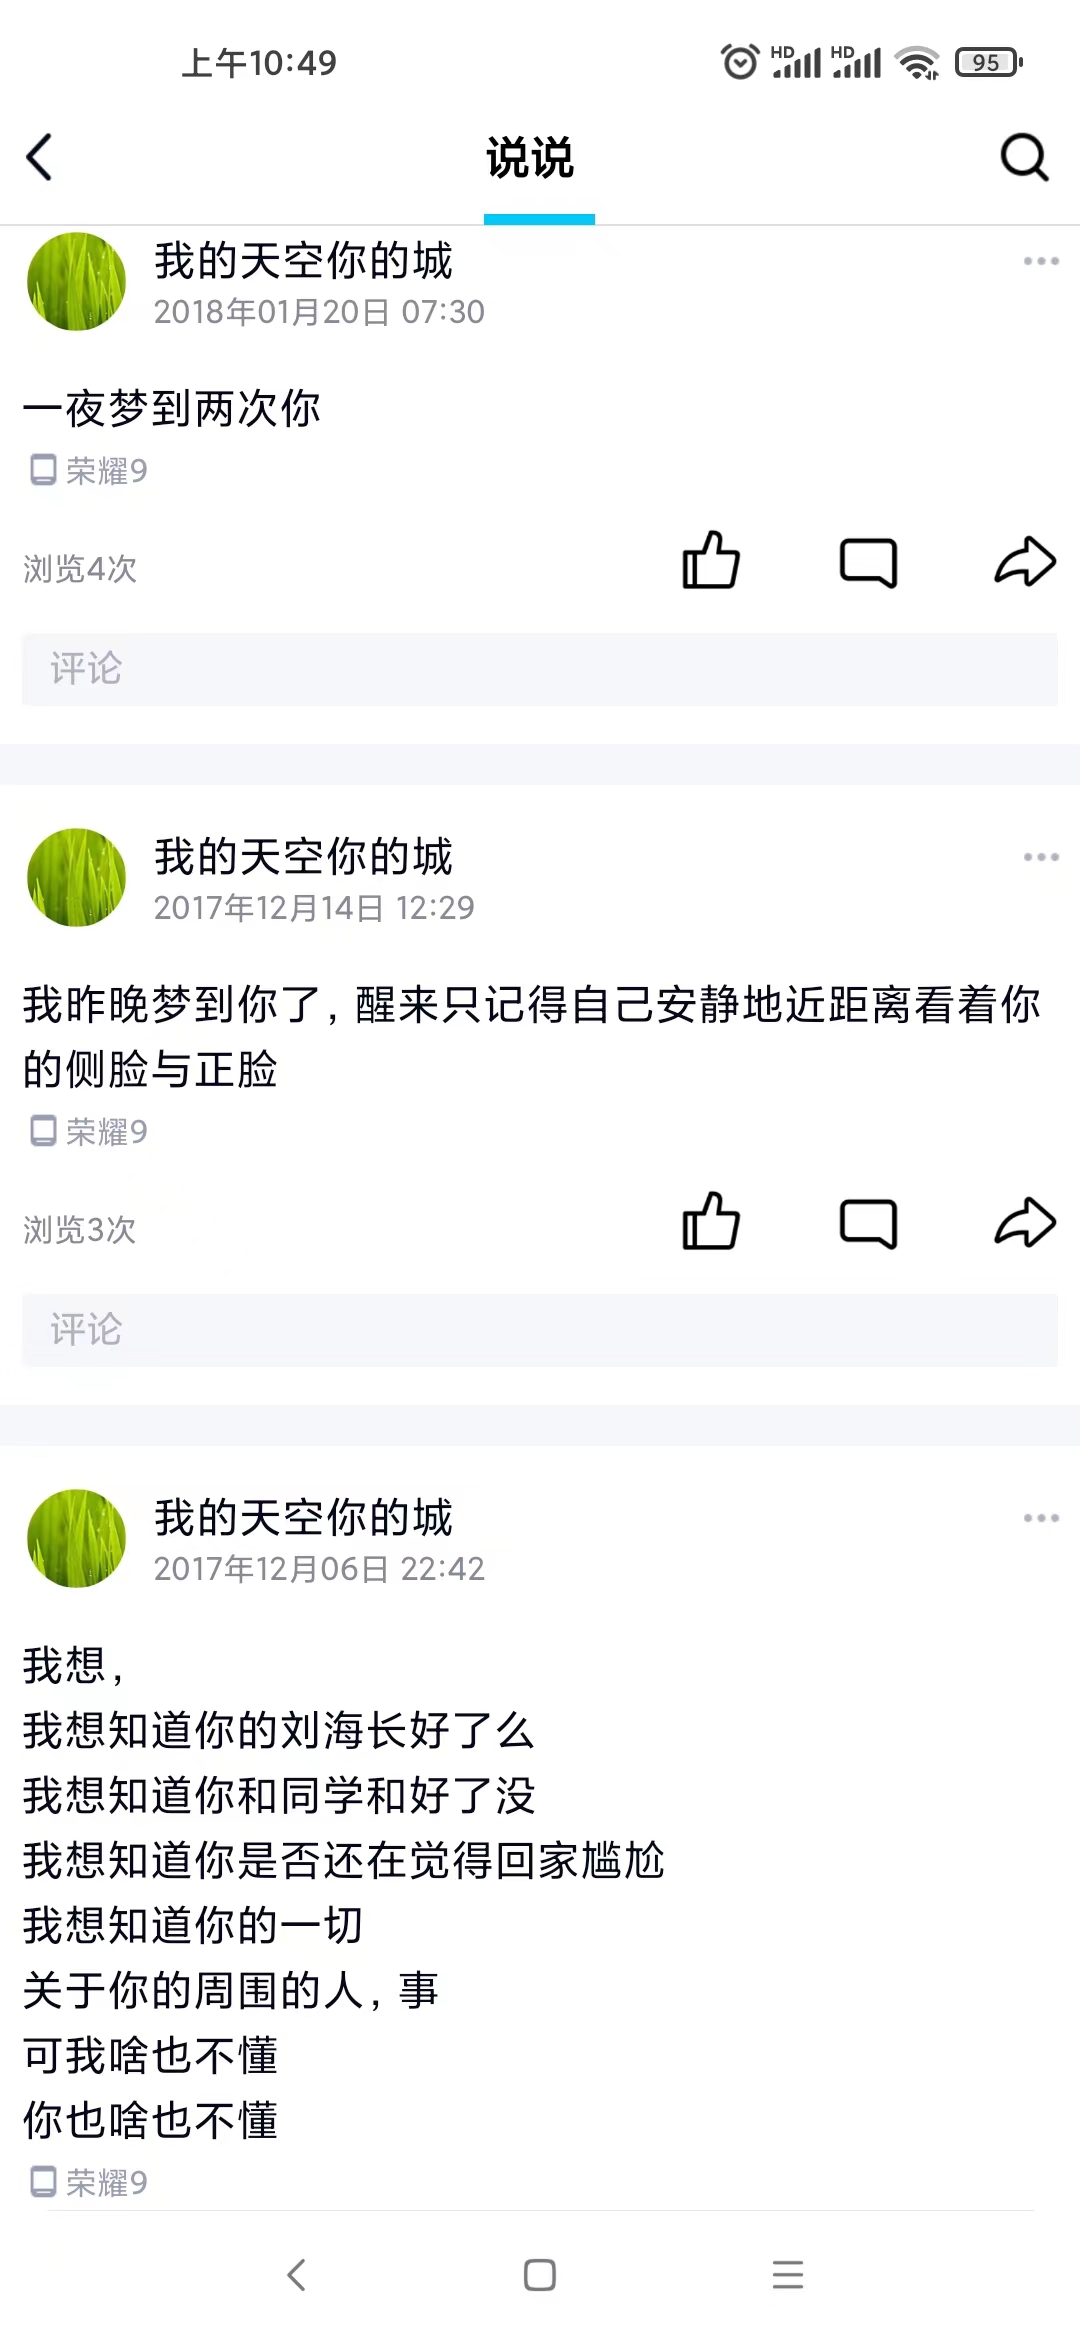 上午10:49
HD HD 95
说说
我的天空你的城
2018年01月20日 07:30
一夜梦到两次你
荣耀9
浏览4次
评论
我的天空你的城
2017年12月14日 12:29
我昨晚梦到你了, 醒来只记得自己安静地近距离看着你
的侧脸与正脸
荣耀9
浏览3次
评论
我的天空你的城
2017年12月06日 22:42
我想,
我想知道你的刘海长好了么
我想知道你和同学和好了没
我想知道你是否还在觉得回家尴尬
我想知道你的一切
关于你的周围的人, 事
可我啥也不懂
你也啥也不懂
荣耀9